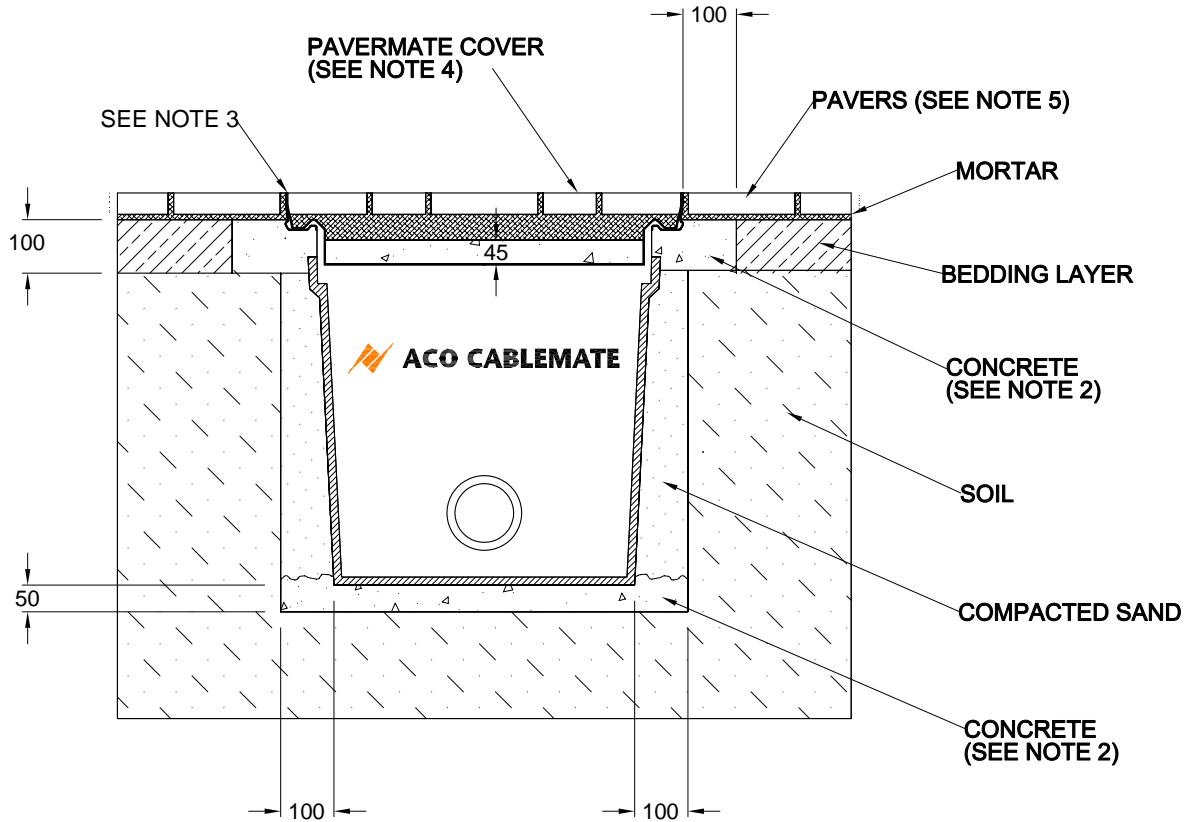 100
PAVERMATE COVER
(SEE NOTE 4)
PAVERS (SEE NOTE 5)
SEE NOTE 3
MORTAR
100
45
BEDDING LAYER
ACO CABLEMATE
CONCRETE
(SEE NOTE 2)
SOIL
50
COMPACTED SAND
CONCRETE
(SEE NOTE 2)
100
100